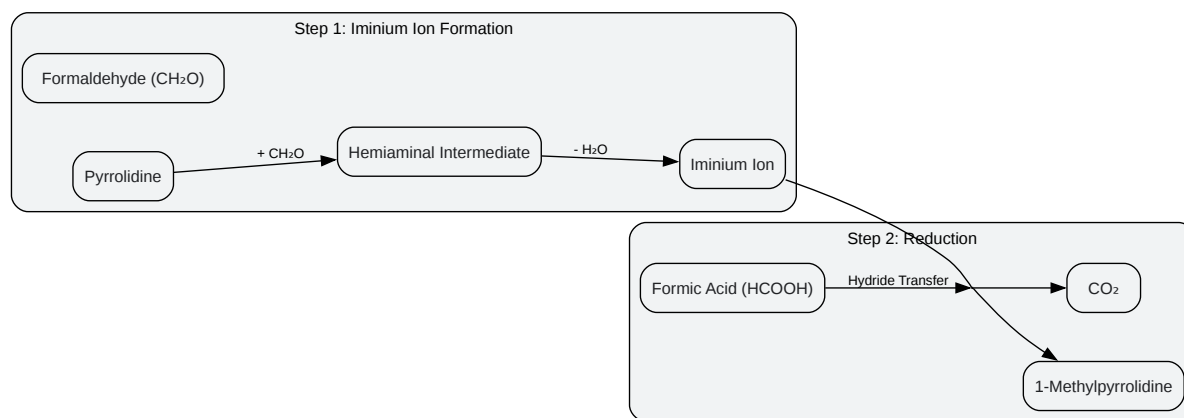 Step 1: Iminium Ion Formation
Formaldehyde (CH₂O)
Pyrrolidine
+ CH₂O
Hemiaminal Intermediate
- H₂O
Iminium Ion
Step 2: Reduction
Formic Acid (HCOOH)
Hydride Transfer
CO₂
1-Methylpyrrolidine